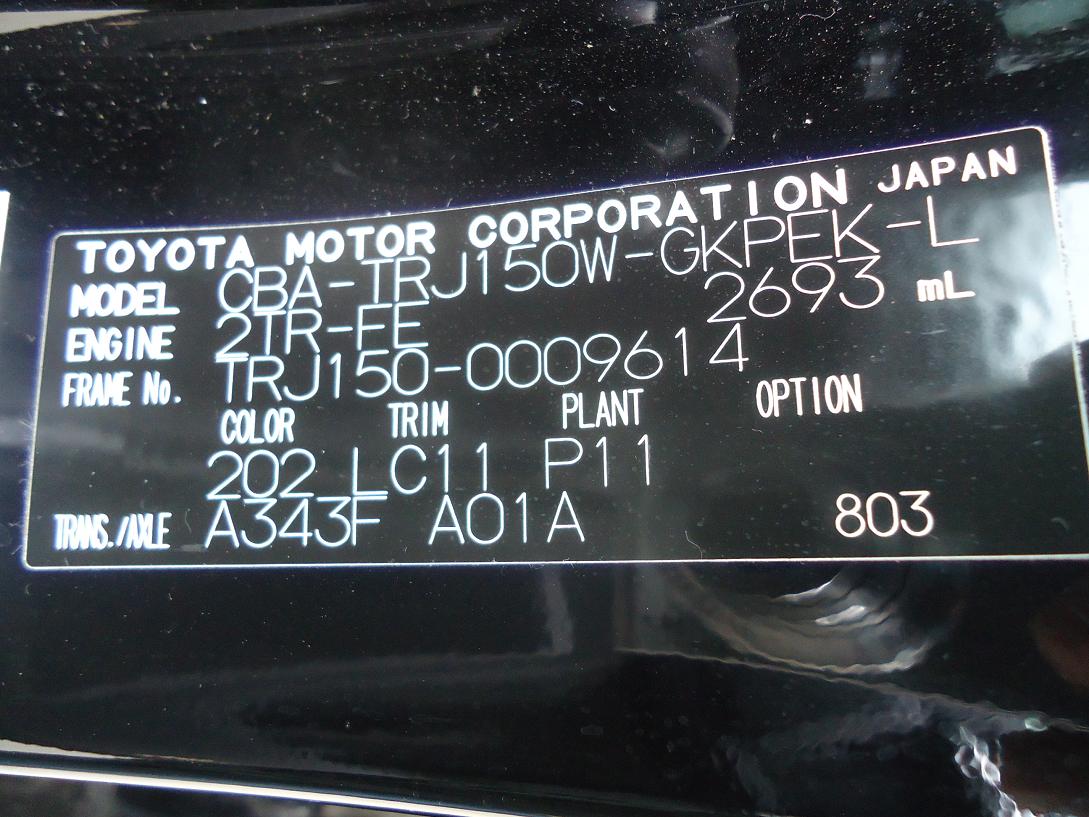 TOYOTA MOTOR CORPORATION JAPAN
MODEL CBA-TRJ150W-GKPEK-L
ENGINE 2TR-FE 2693 mL
FRAME No. TRJ150-0009614
COLOR TRIM PLANT OPTION
202 LC11 P11
TRANS./AXLE A343F A01A 803